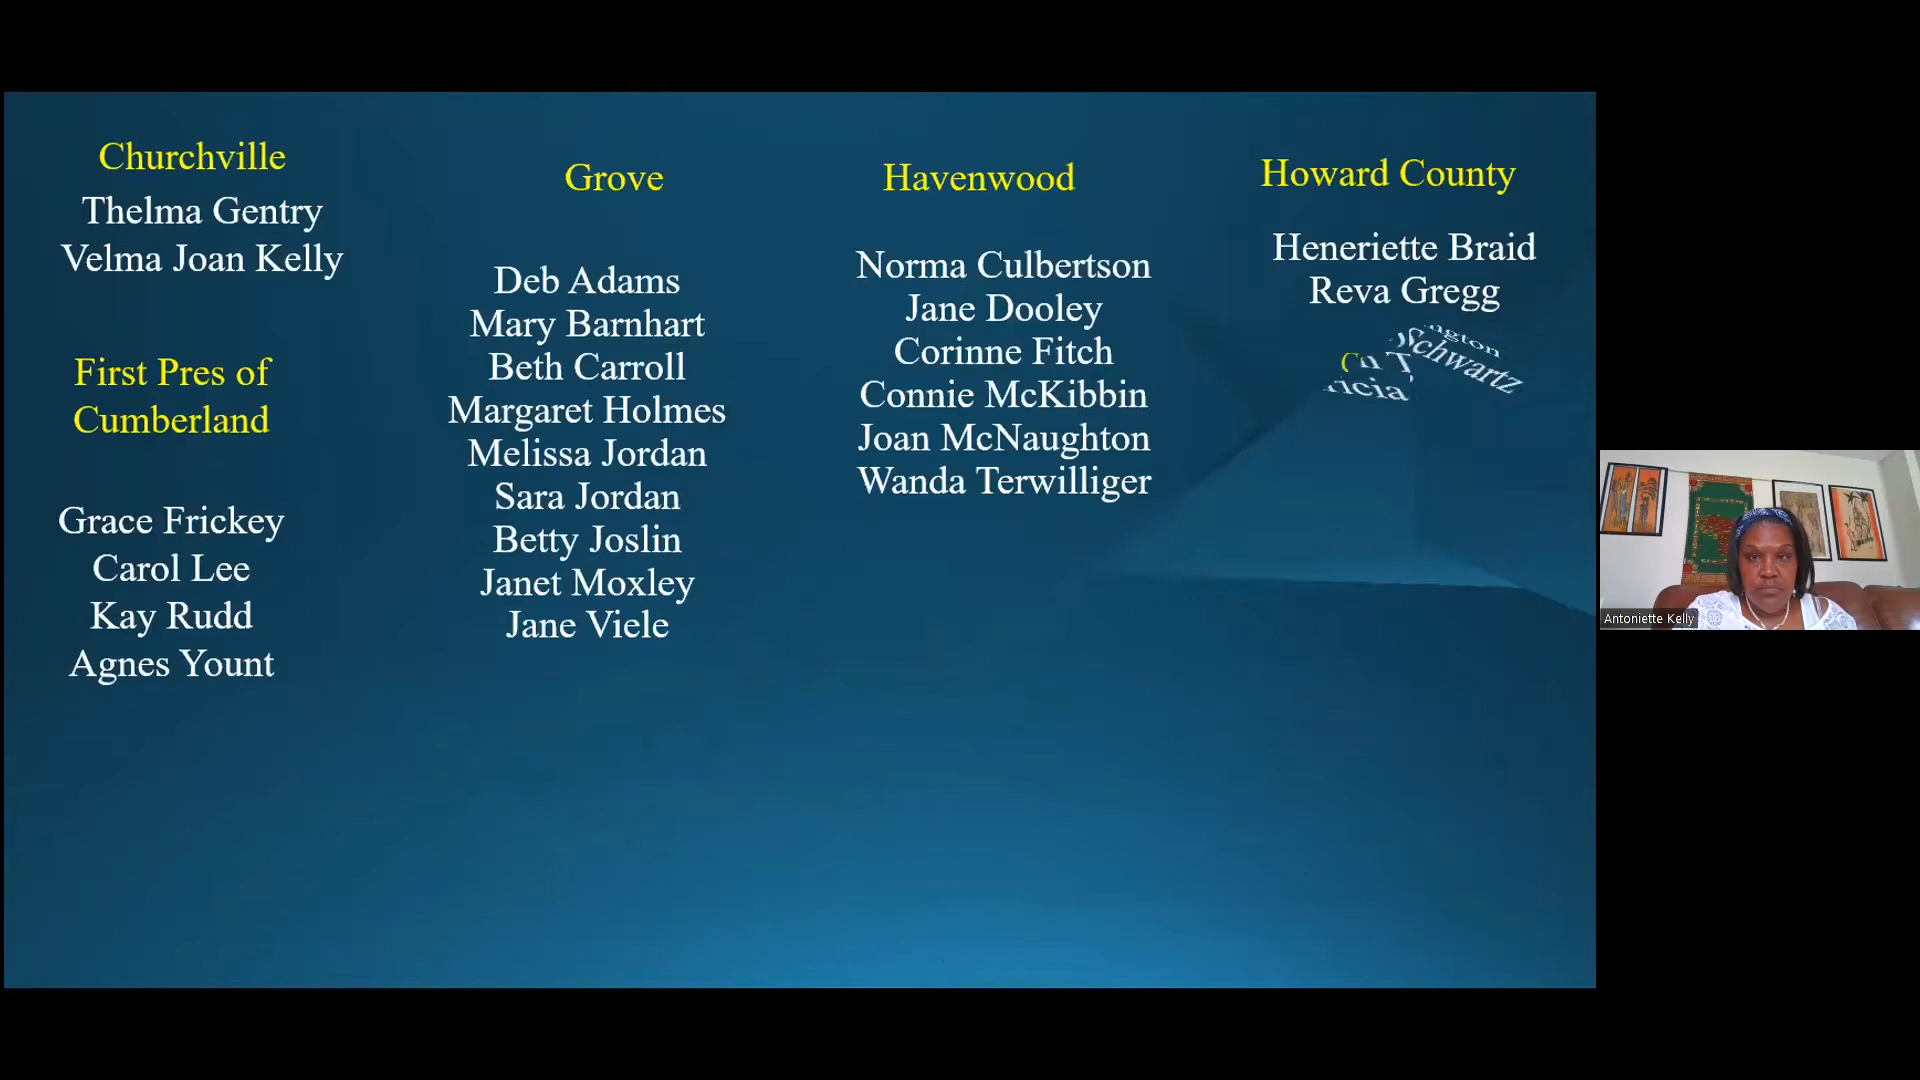 Churchville
Thelma Gentry
Velma Joan Kelly
First Pres of
Cumberland
Grace Frickey
Carol Lee
Kay Rudd
Agnes Yount
Grove
Deb Adams
Mary Barnhart
Beth Carroll
Margaret Holmes
Melissa Jordan
Sara Jordan
Betty Joslin
Janet Moxley
Jane Viele
Havenwood
Norma Culbertson
Jane Dooley
Corinne Fitch
Connie McKibbin
Joan McNaughton
Wanda Terwilliger
Howard County
Heneriette Braid
Reva Gregg
Schwartz
Antoniette Kelly